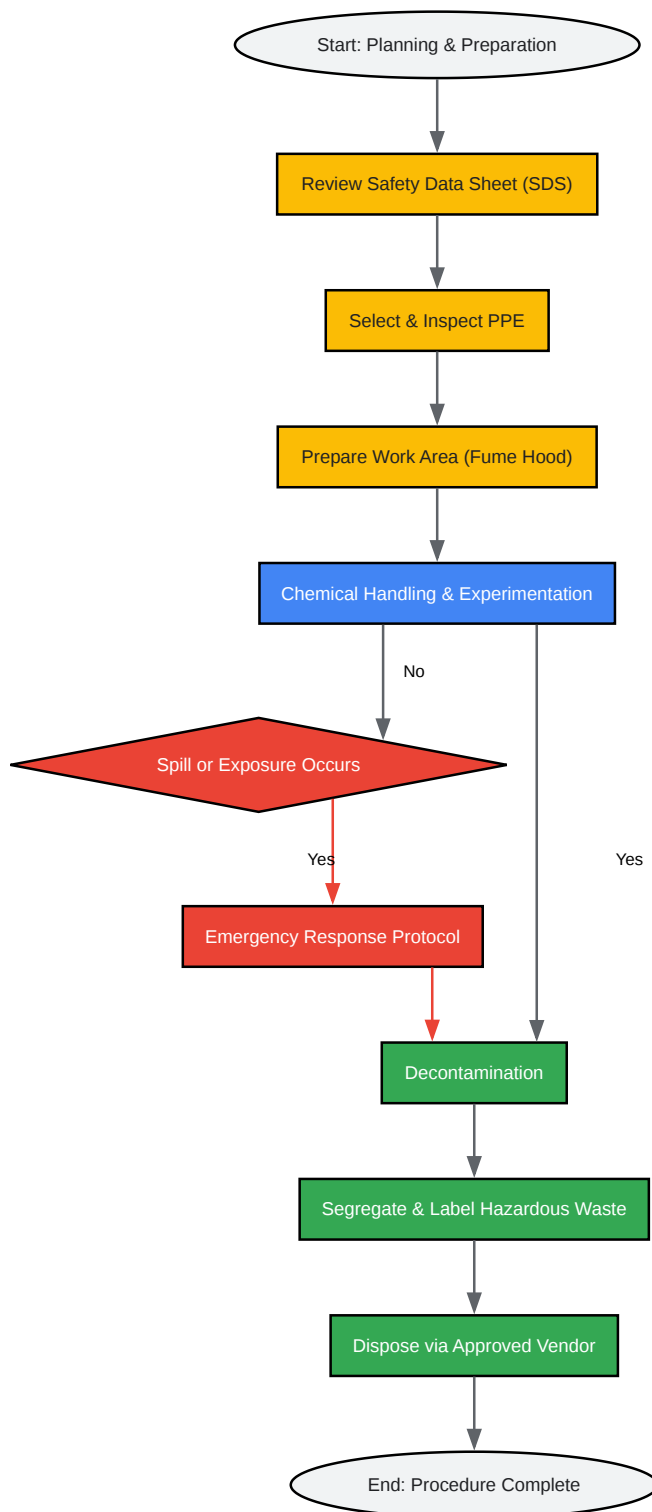 Start: Planning & Preparation
Review Safety Data Sheet (SDS)
Select & Inspect PPE
Prepare Work Area (Fume Hood)
Chemical Handling & Experimentation
No
Spill or Exposure Occurs
Yes
Yes
Emergency Response Protocol
Decontamination
Segregate & Label Hazardous Waste
Dispose via Approved Vendor
End: Procedure Complete